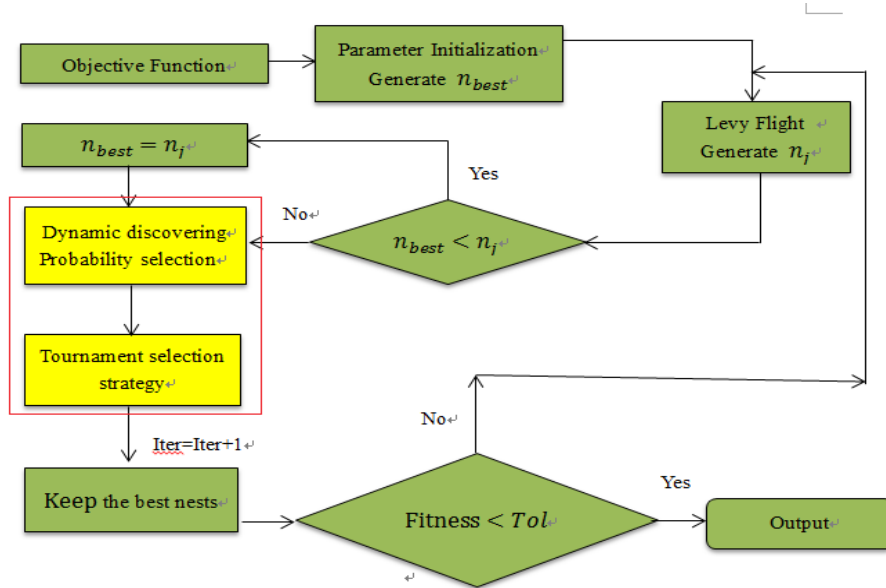 Objective Function
Parameter Initialization
Generate n_best
Levy Flight
Generate n_j
n_best = n_j
Yes
No
n_best < n_j
Dynamic discovering
Probability selection
Tournament selection
strategy
Iter=Iter+1
No
Keep the best nests
Fitness < Tol
Yes
Output